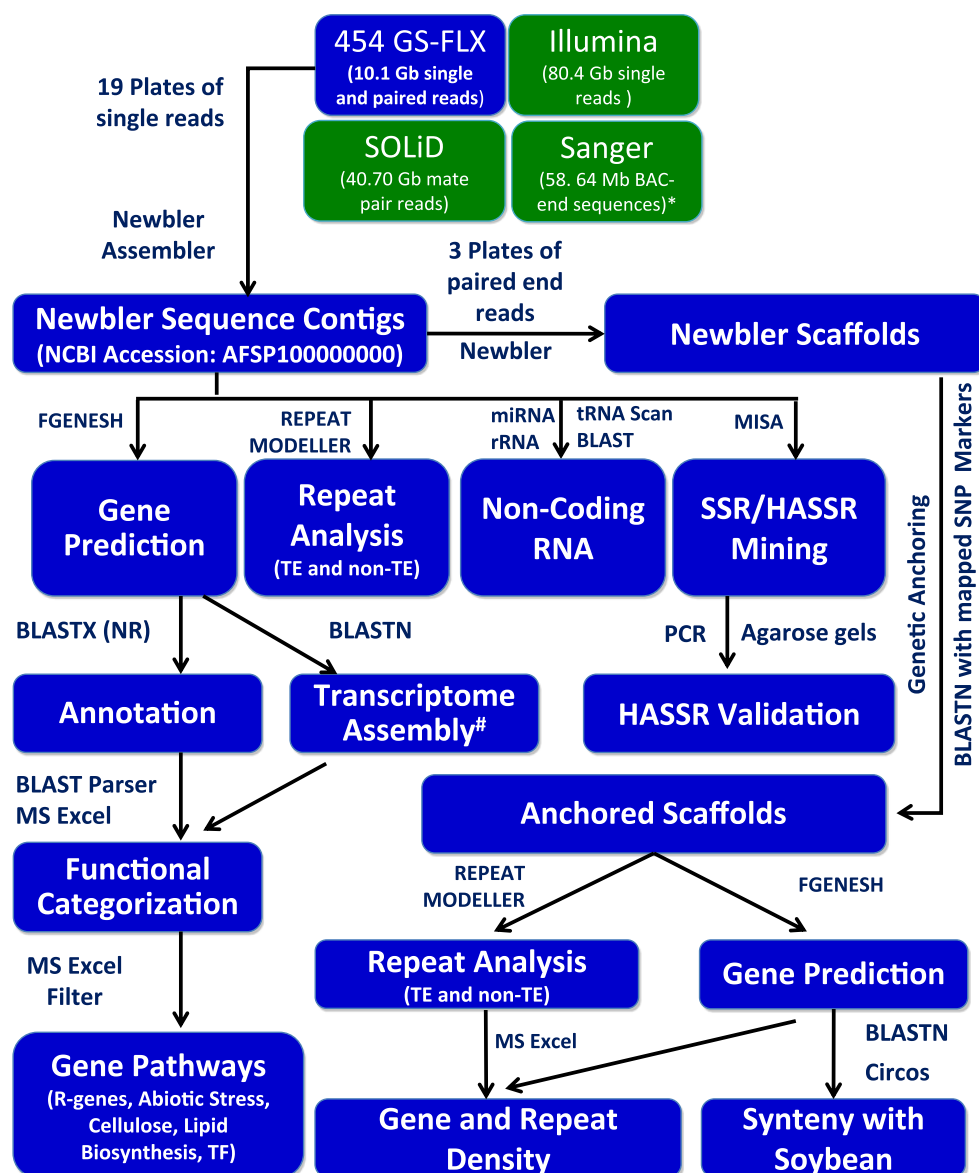 454 GS-FLX
(10.1 Gb single
and paired reads)
Illumina
(80.4 Gb single
reads )
19 Plates of
single reads
SOLiD
(40.70 Gb mate
pair reads)
Sanger
(58. 64 Mb BAC-
end sequences)*
Newbler
Assembler
3 Plates of
paired end
reads
Newbler Sequence Contigs
(NCBI Accession: AFSP100000000)
Newbler
Newbler Scaffolds
FGENESH
REPEAT
MODELLER
miRNA
rRNA
tRNA Scan
BLAST
MISA
Genetic Anchoring
BLASTN with mapped SNP Markers
Gene
Prediction
Repeat
Analysis
(TE and non-TE)
Non-Coding
RNA
SSR/HASSR
Mining
BLASTX (NR)
BLASTN
PCR
Agarose gels
Annotation
Transcriptome
Assembly#
HASSR Validation
BLAST Parser
MS Excel
Anchored Scaffolds
Functional
Categorization
REPEAT
MODELLER
FGENESH
MS Excel
Filter
Repeat Analysis
(TE and non-TE)
Gene Prediction
MS Excel
BLASTN
Circos
Gene Pathways
(R-genes, Abiotic Stress,
Cellulose, Lipid
Biosynthesis, TF)
Gene and Repeat
Density
Synteny with
Soybean